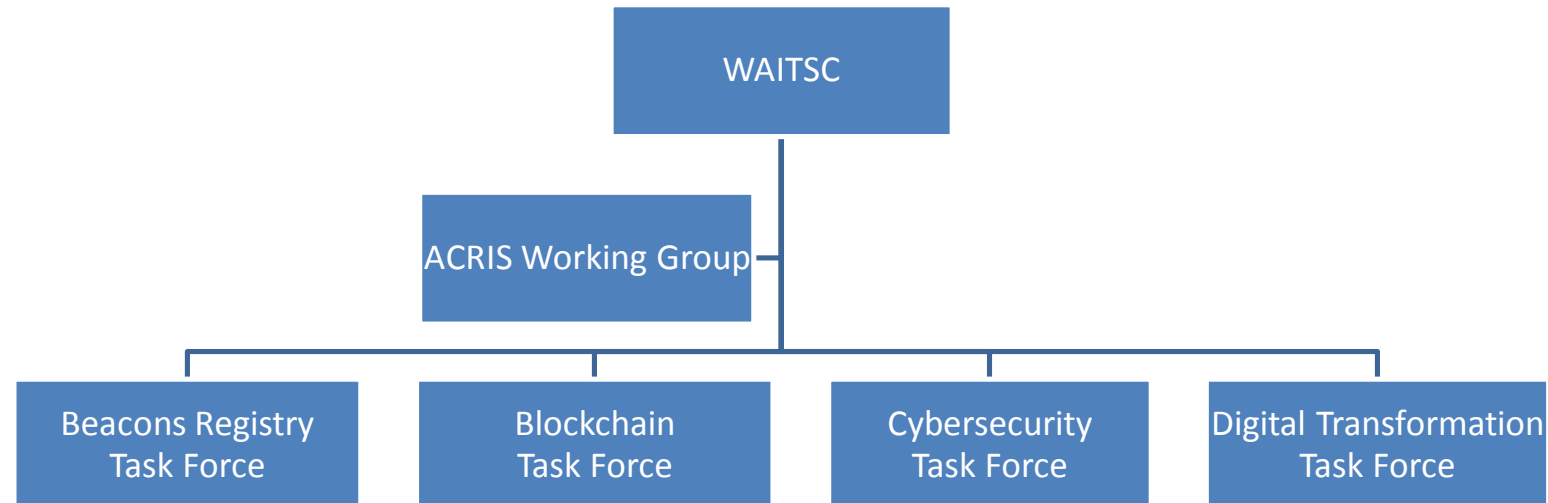 WAITSC
ACRIS Working Group
Beacons Registry
Task Force
Blockchain
Task Force
Cybersecurity
Task Force
Digital Transformation
Task Force